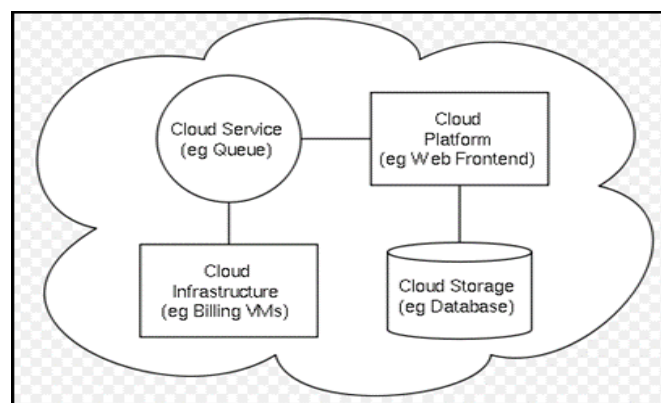 Cloud Service
(eg Queue)
Cloud
Platform
(eg Web Frontend)
Cloud
Infrastructure
(eg Billing VMs)
Cloud Storage
(eg Database)